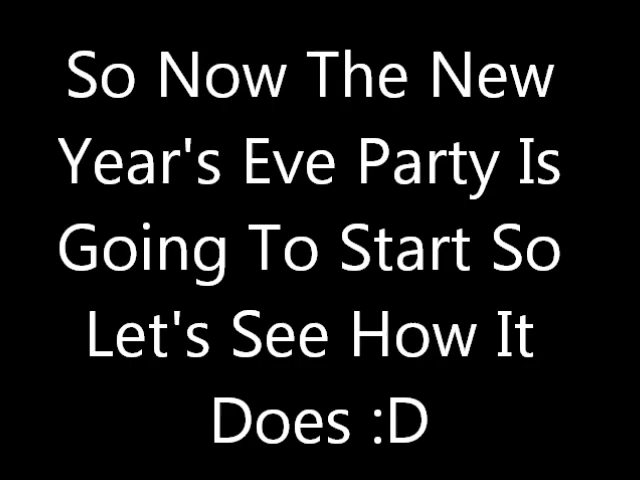 So Now The New
Year's Eve Party Is
Going To Start So
Let's See How It
Does :D